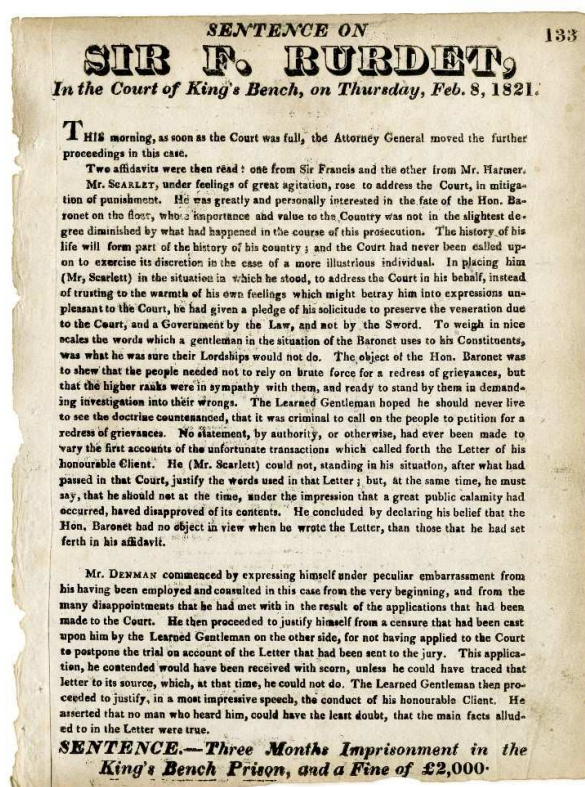 SENTENCE ON
133
SIR F. BURDET,
In the Court of King's Bench, on Thursday, Feb. 8, 1821.
THIS morning, as soon as the Court was full, the Attorney General moved the further
proceedings in this case.
Two affidavits were then read: one from Sir Francis and the other from Mr. Harmer.
Mr. SCARLET, under feelings of great agitation, rose to address the Court, in mitiga-
tion of punishment. He was greatly and personally interested in the fate of the Hon. Ba-
ronet on the floor, whose importance and value to the Country was not in the slightest de-
gree diminished by what had happened in the course of this prosecution. The history of his
life will form part of the history of his country; and the Court had never been called up-
on to exercise its discretion in the case of a more illustrious individual. In placing him
(Mr, Scarlett) in the situation in which he stood, to address the Court in his behalf, instead
of trusting to the warmth of his own feelings which might betray him into expressions un-
pleasant to the Court, he had given a pledge of his solicitude to preserve the veneration due
to the Court, and a Government by the Law, and not by the Sword. To weigh in nice
scales the words which a gentleman in the situation of the Baronet uses to his Constituents,
was what he was sure their Lordships would not do. The object of the Hon. Baronet was
to shew that the people needed not to rely on brute force for a redress of grievances, but
that the higher ranks were in sympathy with them, and ready to stand by them in demand-
ing investigation into their wrongs. The Learned Gentleman hoped he should never live
to see the doctrine countenanced, that it was criminal to call on the people to petition for a
redress of grievances. No statement, by authority, or otherwise, had ever been made to
vary the first accounts of the unfortunate transactions which called forth the Letter of his
honourable Client. He (Mr. Scarlett) could not, standing in his situation, after what had
passed in that Court, justify the words used in that Letter; but, at the same time, he must
say, that he should not at the time, under the impression that a great public calamity had
occurred, haved disapproved of its contents. He concluded by declaring his belief that the
Hon. Baronet had no object in view when he wrote the Letter, than those that he had set
forth in his affidavit.
Mr. DENMAN commenced by expressing himself under peculiar embarrassment from
his having been employed and consulted in this case from the very beginning, and from the
many disappointments that he had met with in the result of the applications that had been
made to the Court. He then proceeded to justify himself from a censure that had been cast
upon him by the Learned Gentleman on the other side, for not having applied to the Court
to postpone the trial on account of the Letter that had been sent to the jury. This applica-
tion, he contended would have been received with scorn, unless he could have traced that
letter to its source, which, at that time, he could not do. The Learned Gentleman then pro-
ceeded to justify, in a most impressive speech, the conduct of his honourable Client. He
asserted that no man who heard him, could have the least doubt, that the main facts allud-
ed to in the Letter were true.
SENTENCE.—Three Months Imprisonment in the
King's Bench Prison, and a Fine of £2,000·